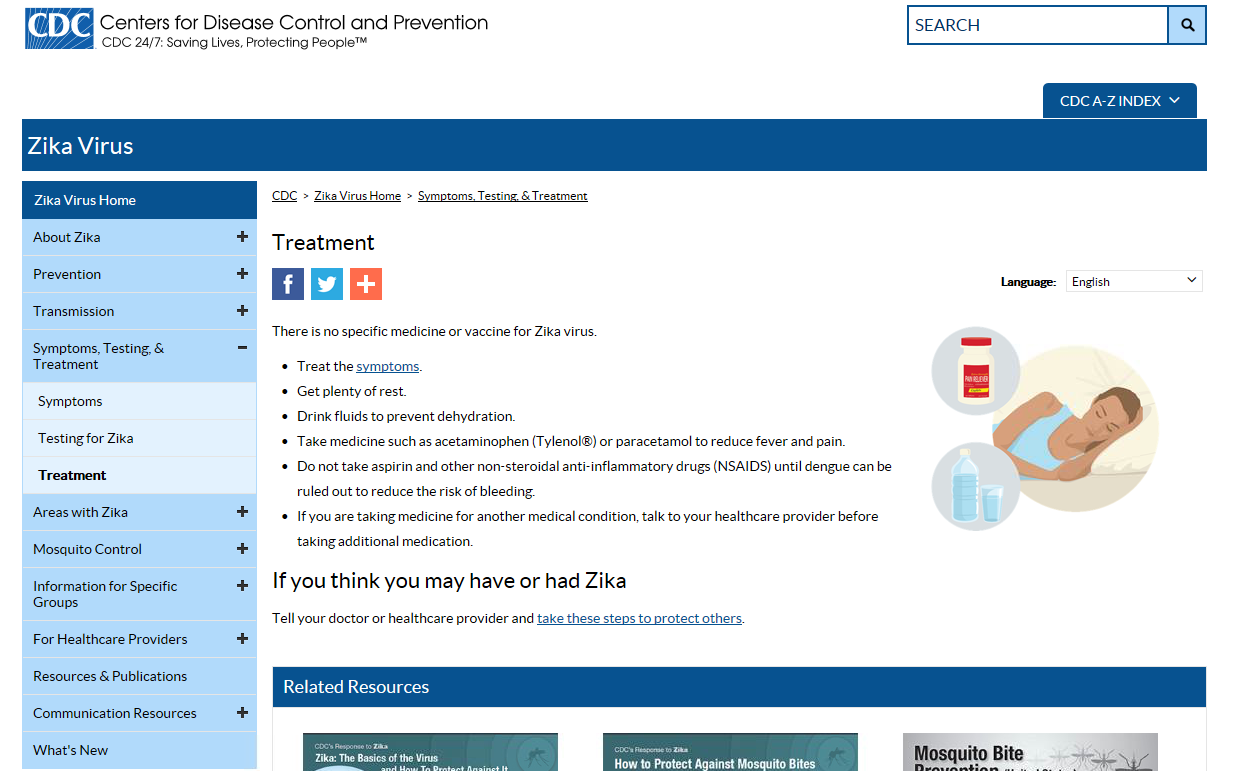 CDC Centers for Disease Control and Prevention
CDC 24/7: Saving Lives, Protecting People™
SEARCH
CDC A-Z INDEX
Zika Virus
Zika Virus Home
About Zika
Prevention
Transmission
Symptoms, Testing, &
Treatment
Symptoms
Testing for Zika
Treatment
Areas with Zika
Mosquito Control
Information for Specific
Groups
For Healthcare Providers
Resources & Publications
Communication Resources
What's New
CDC > Zika Virus Home > Symptoms, Testing, & Treatment
Treatment
Language: English
There is no specific medicine or vaccine for Zika virus.
• Treat the symptoms.
• Get plenty of rest.
• Drink fluids to prevent dehydration.
• Take medicine such as acetaminophen (Tylenol®) or paracetamol to reduce fever and pain.
• Do not take aspirin and other non-steroidal anti-inflammatory drugs (NSAIDS) until dengue can be
ruled out to reduce the risk of bleeding.
• If you are taking medicine for another medical condition, talk to your healthcare provider before
taking additional medication.
PAIN RELIEVER
If you think you may have or had Zika
Tell your doctor or healthcare provider and take these steps to protect others.
Related Resources
CDC's Response to Zika
Zika: The Basics of the Virus
and How To Protect Against It
CDC's Response to Zika
How to Protect Against Mosquito Bites
Mosquito Bite
Prevention